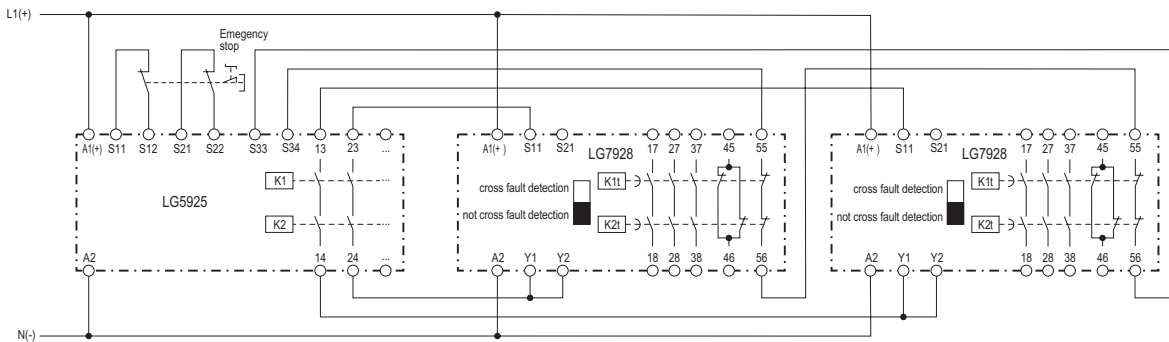 L1(+)
Emegency
stop
A1(+) S11 S12 S21 S22 S33 S34 13 23 ...
K1 ...
LG5925
K2 ...
A2 14 24 ...
A1(+) S11 S21 17 27 37 45 55
LG7928
cross fault detection K1t
not cross fault detection K2t
A2 Y1 Y2 18 28 38 46 56
A1(+) S11 S21 17 27 37 45 55
LG7928
cross fault detection K1t
not cross fault detection K2t
A2 Y1 Y2 18 28 38 46 56
N(-)